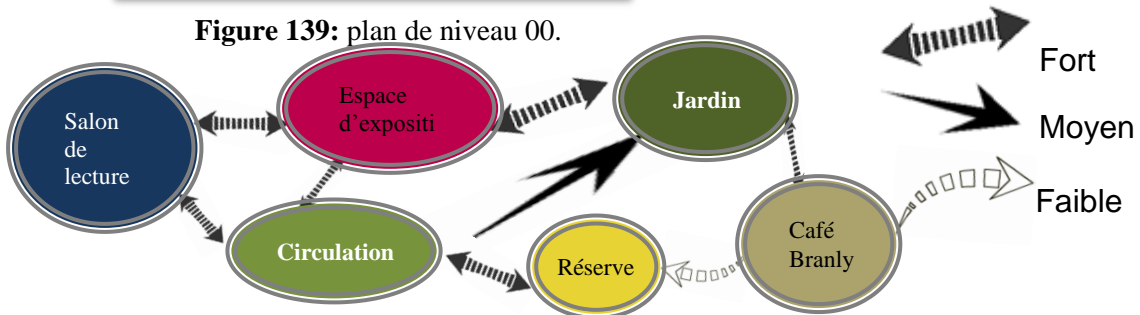 Figure 139: plan de niveau 00.
Salon
de
lecture
Espace
d'expositi
Jardin
Circulation
Réserve
Café
Branly
Fort
Moyen
Faible